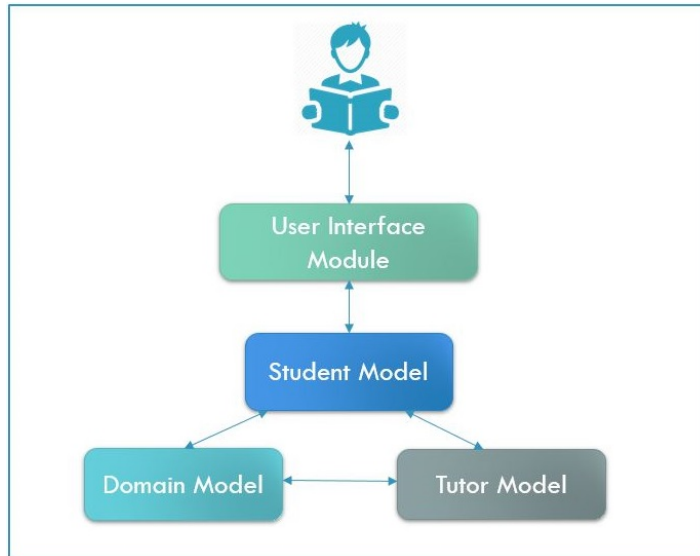 User Interface
Module
Student Model
Domain Model
Tutor Model